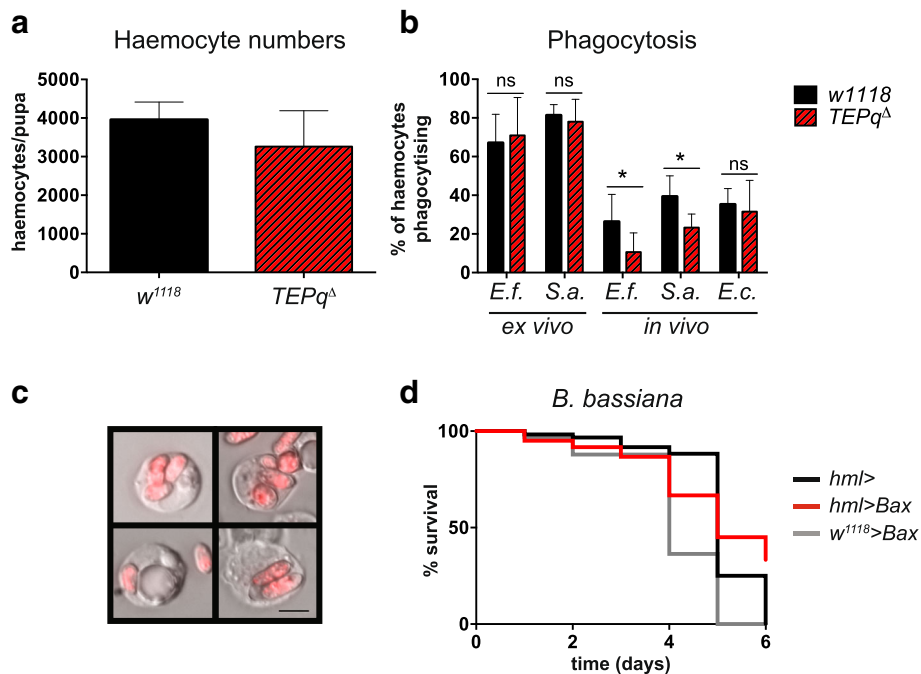 a
Haemocyte numbers
haemocytes/pupa
5000
4000
3000
2000
1000
0
w1118
TEPqΔ
b
Phagocytosis
% of haemocytes
phagocytising
100
80
60
40
20
0
ns
ns
*
*
ns
E.f. S.a. E.f. S.a. E.c.
ex vivo in vivo
w1118
TEPqΔ
c
d
B. bassiana
% survival
100
50
0
0 2 4 6
time (days)
hml>
hml>Bax
w1118>Bax